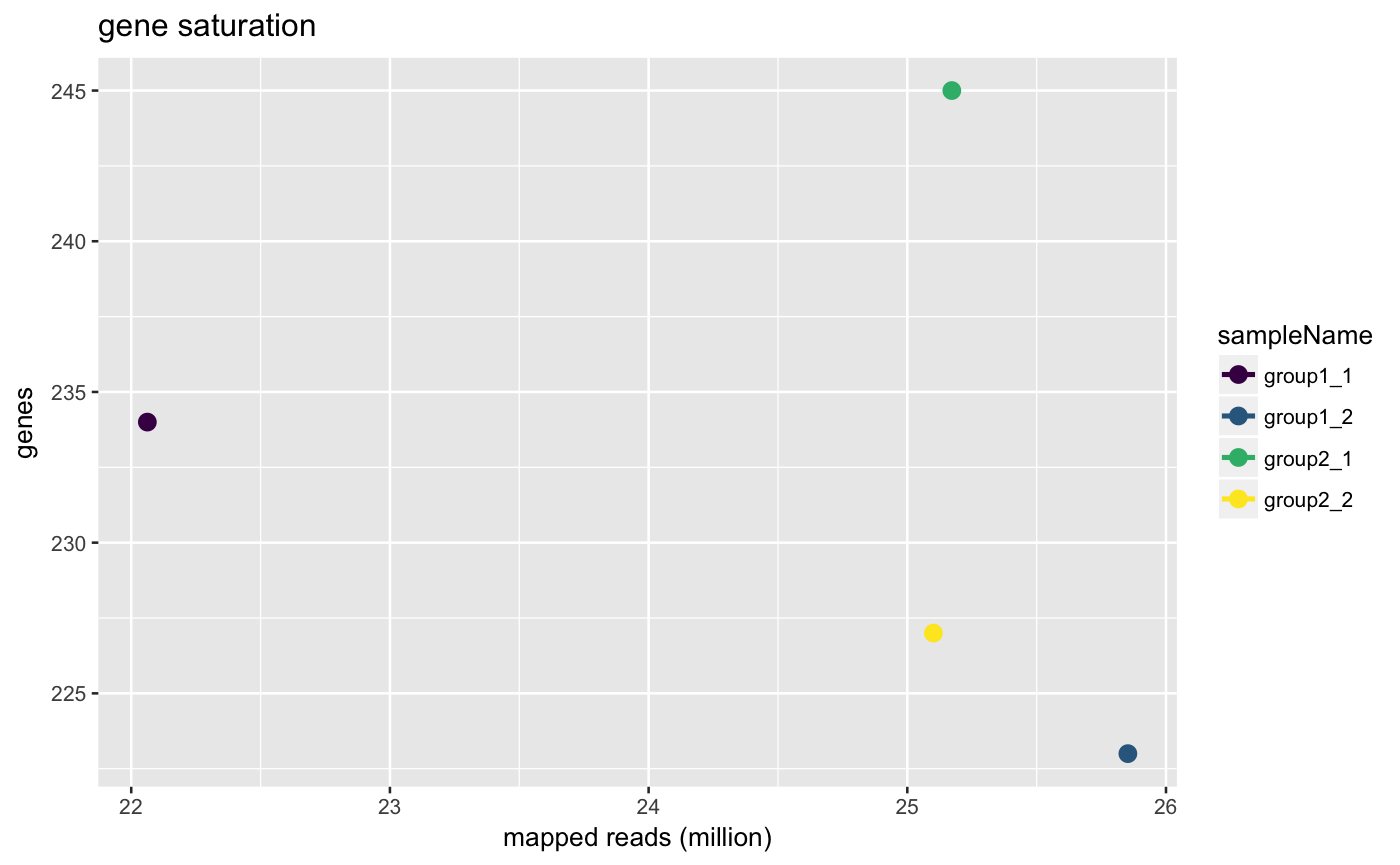 gene saturation
245
240
235
230
225
genes
22
23
24
25
26
mapped reads (million)
sampleName
group1_1
group1_2
group2_1
group2_2